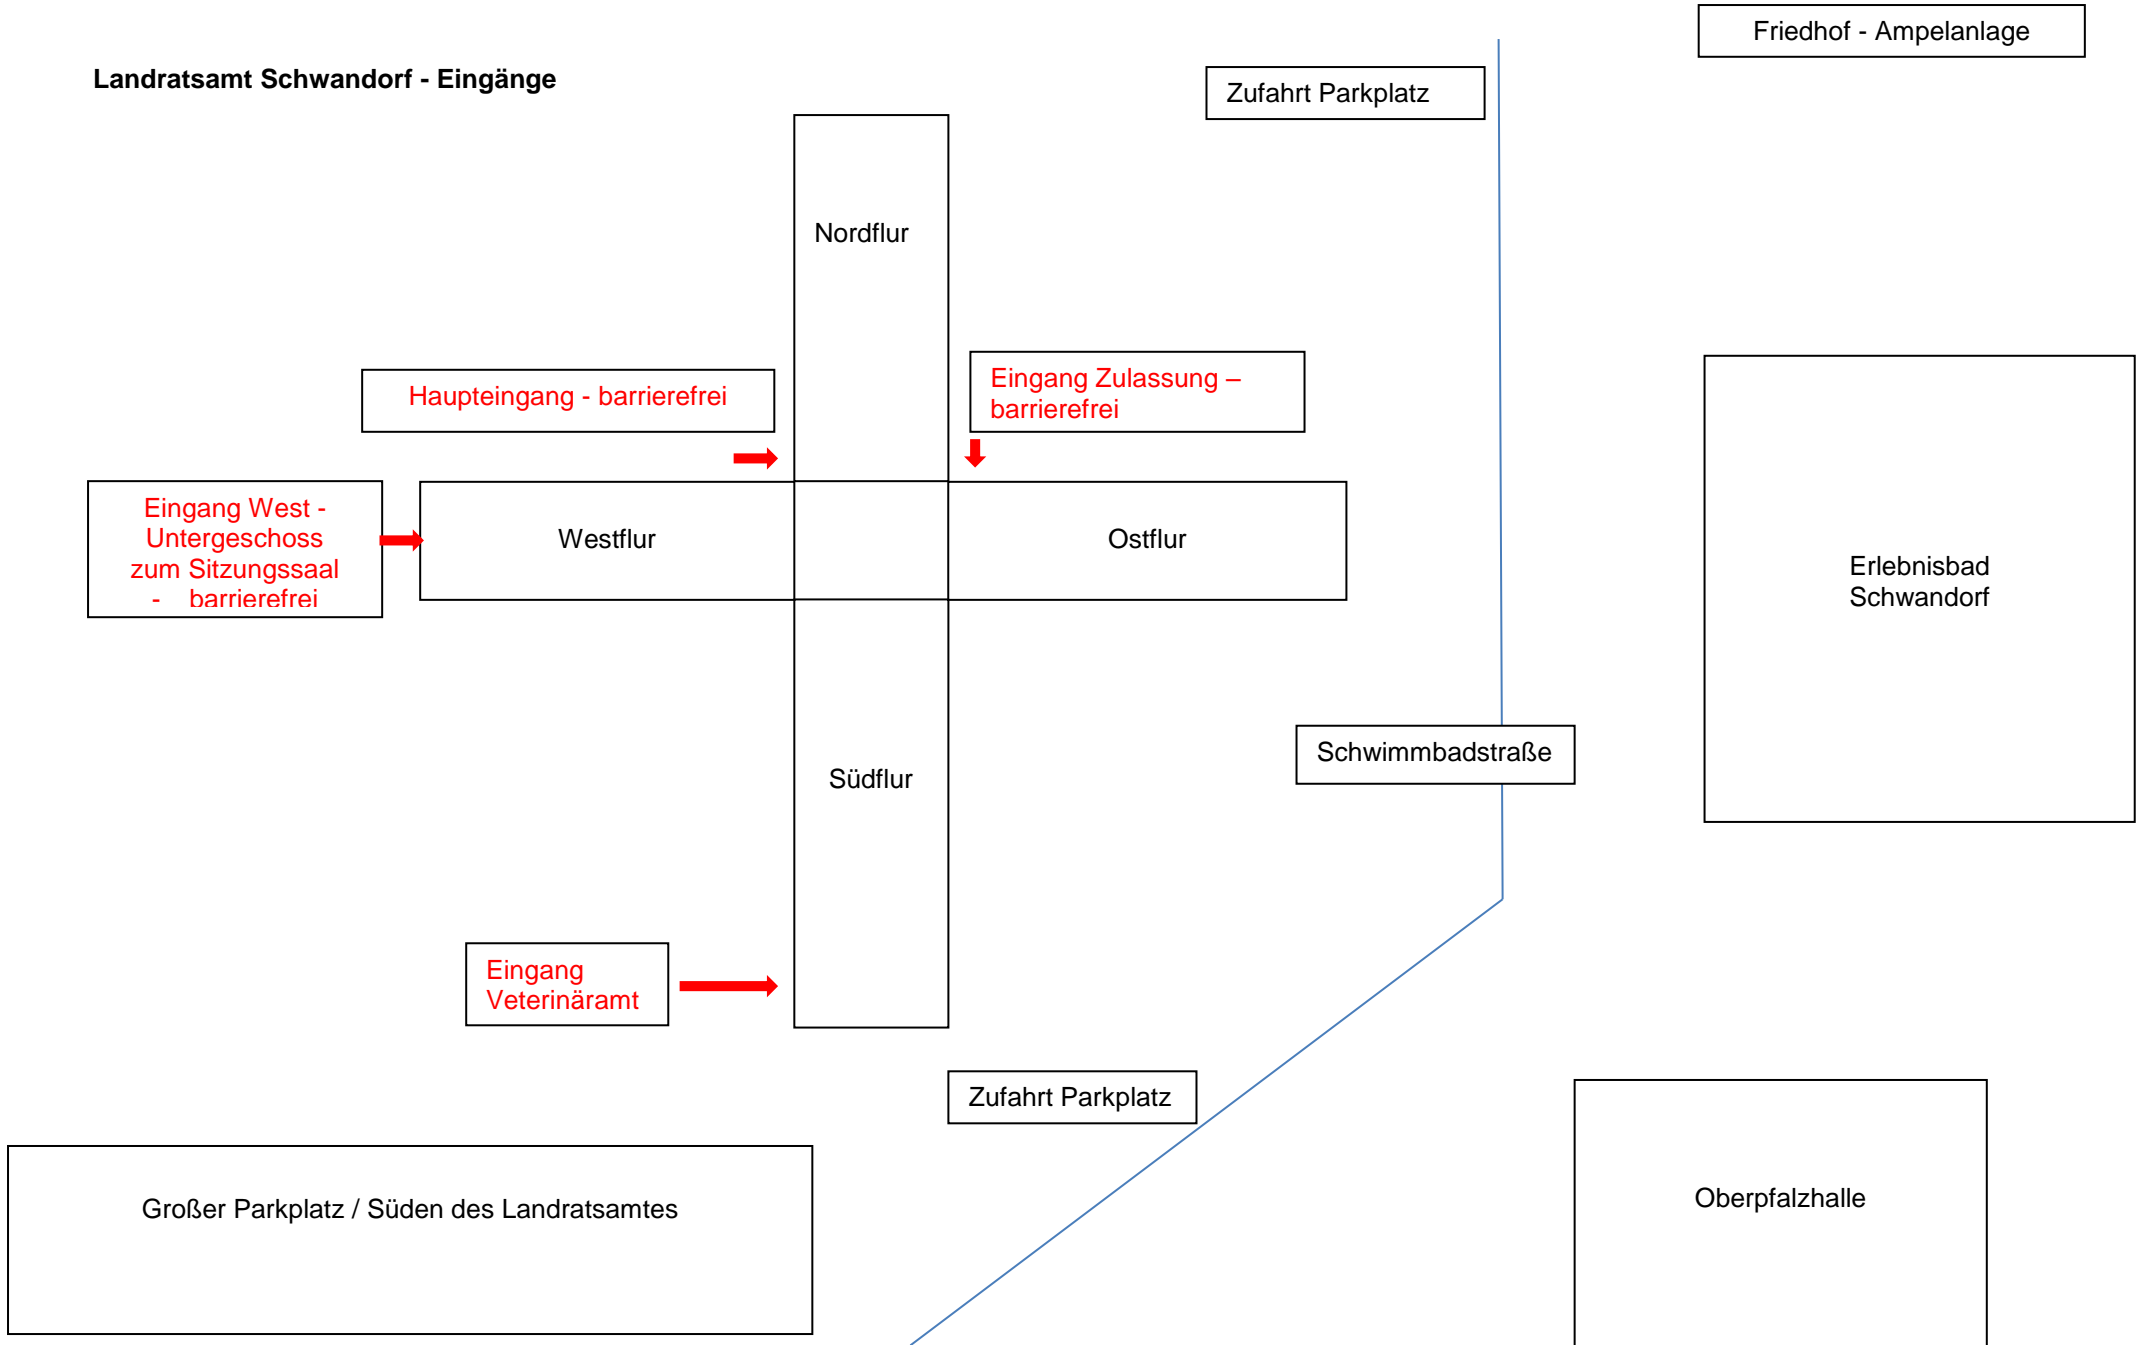 Friedhof - Ampelanlage
Landratsamt Schwandorf - Eingänge
Zufahrt Parkplatz
Nordflur
Haupteingang - barrierefrei
Eingang Zulassung –
barrierefrei
Eingang West -
Untergeschoss
zum Sitzungssaal
- barrierefrei
Westflur
Ostflur
Erlebnisbad
Schwandorf
Schwimmbadstraße
Südflur
Eingang
Veterinäramt
Zufahrt Parkplatz
Großer Parkplatz / Süden des Landratsamtes
Oberpfalzhalle